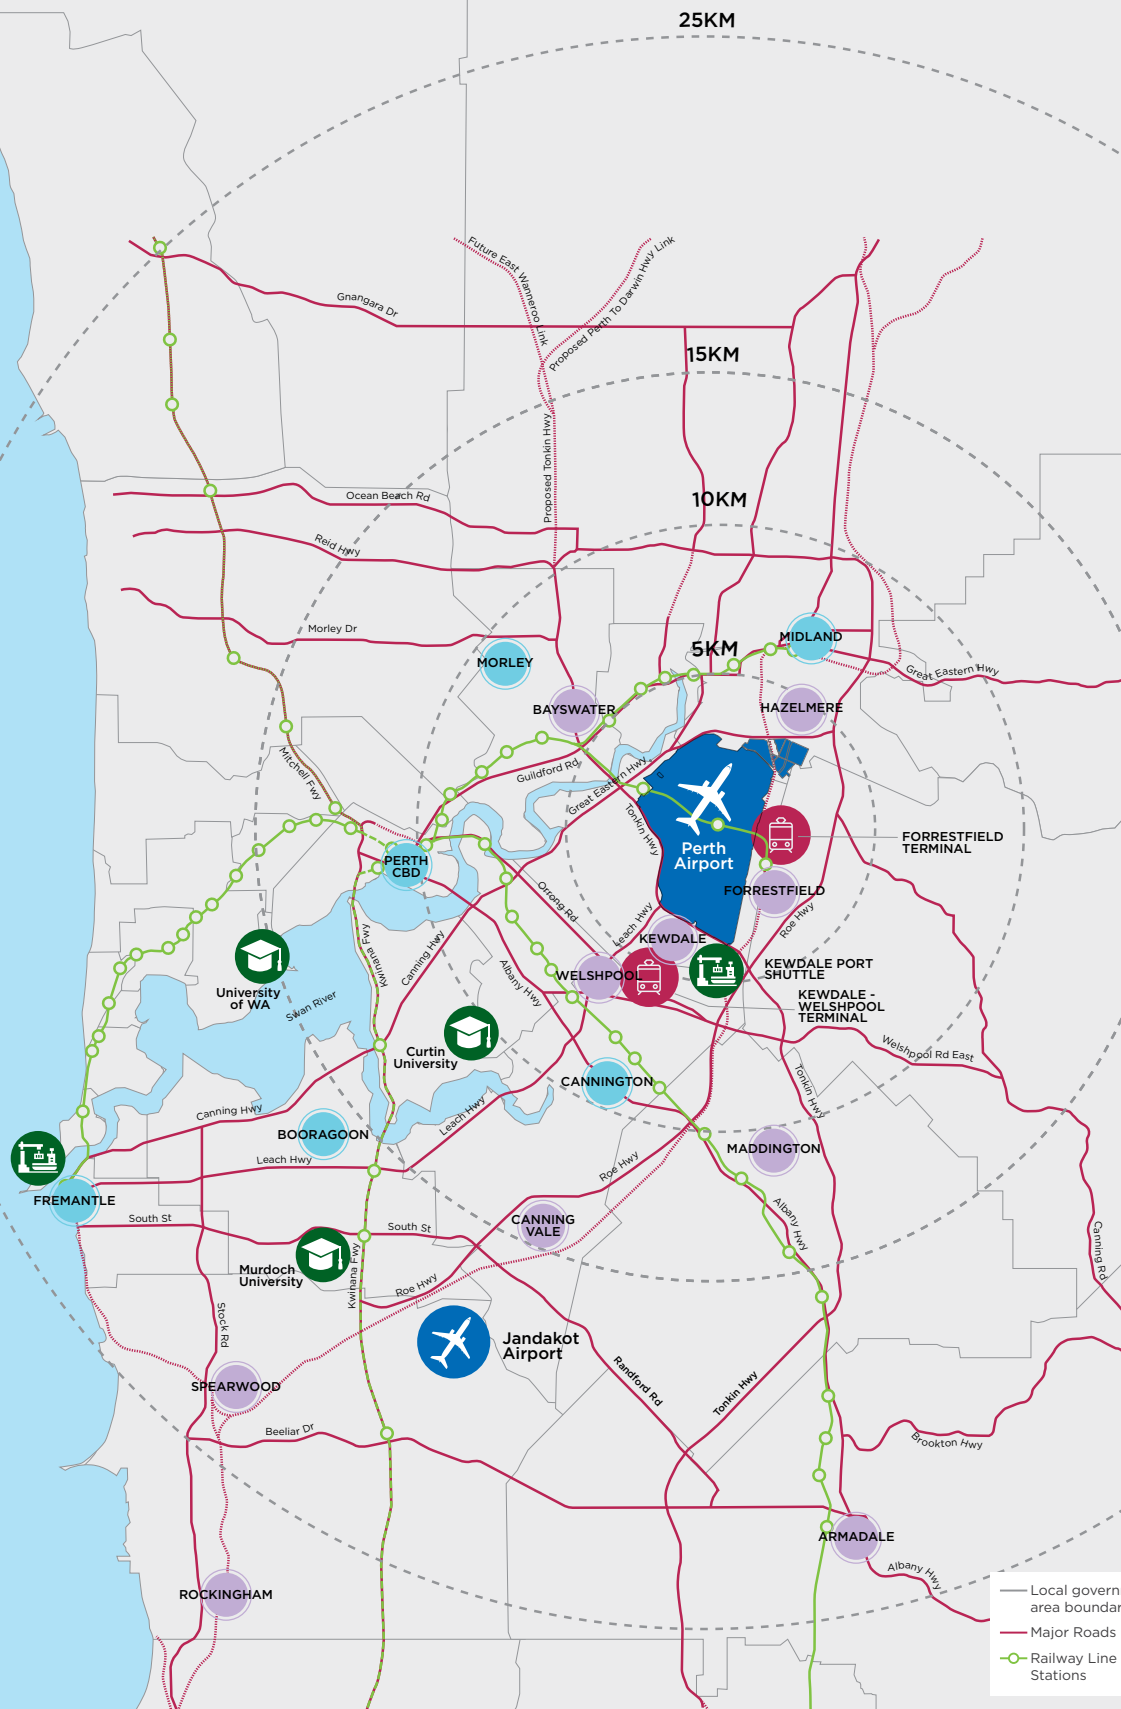 25KM
Future East Wanneroo Link
Proposed Perth To Darwin Hwy Link
Gnangara Dr
15KM
Proposed Tonkin Hwy
Ocean Beach Rd
10KM
Reid Hwy
Morley Dr
MIDLAND
5KM
MORLEY
Great Eastern Hwy
BAYSWATER
HAZELMERE
Mitchell Fwy
Guildford Rd
Great Eastern Hwy
Tonkin Hwy
Perth
Airport
FORRESTFIELD
TERMINAL
PERTH
CBD
FORRESTFIELD
Orrong Rd
Leach Hwy
Roe Hwy
KEWDALE
Kwinana Fwy
Canning Hwy
Albany Hwy
WELSHPOOL
KEWDALE PORT
SHUTTLE
University
of WA
Swan River
KEWDALE -
WELSHPOOL
TERMINAL
Curtin
University
Welshpool Rd East
CANNINGTON
Tonkin Hwy
Canning Hwy
Leach Hwy
BOORAGOON
MADDINGTON
Leach Hwy
Roe Hwy
FREMANTLE
South St
South St
CANNING
VALE
Albany Hwy
Canning Rd
Murdoch
University
Kwinana Fwy
Roe Hwy
Stock Rd
Jandakot
Airport
SPEARWOOD
Randford Rd
Tonkin Hwy
Beeliar Dr
Brookton Hwy
ARMADALE
Albany Hwy
ROCKINGHAM
Local govern
area boundar
Major Roads
Railway Line
Stations